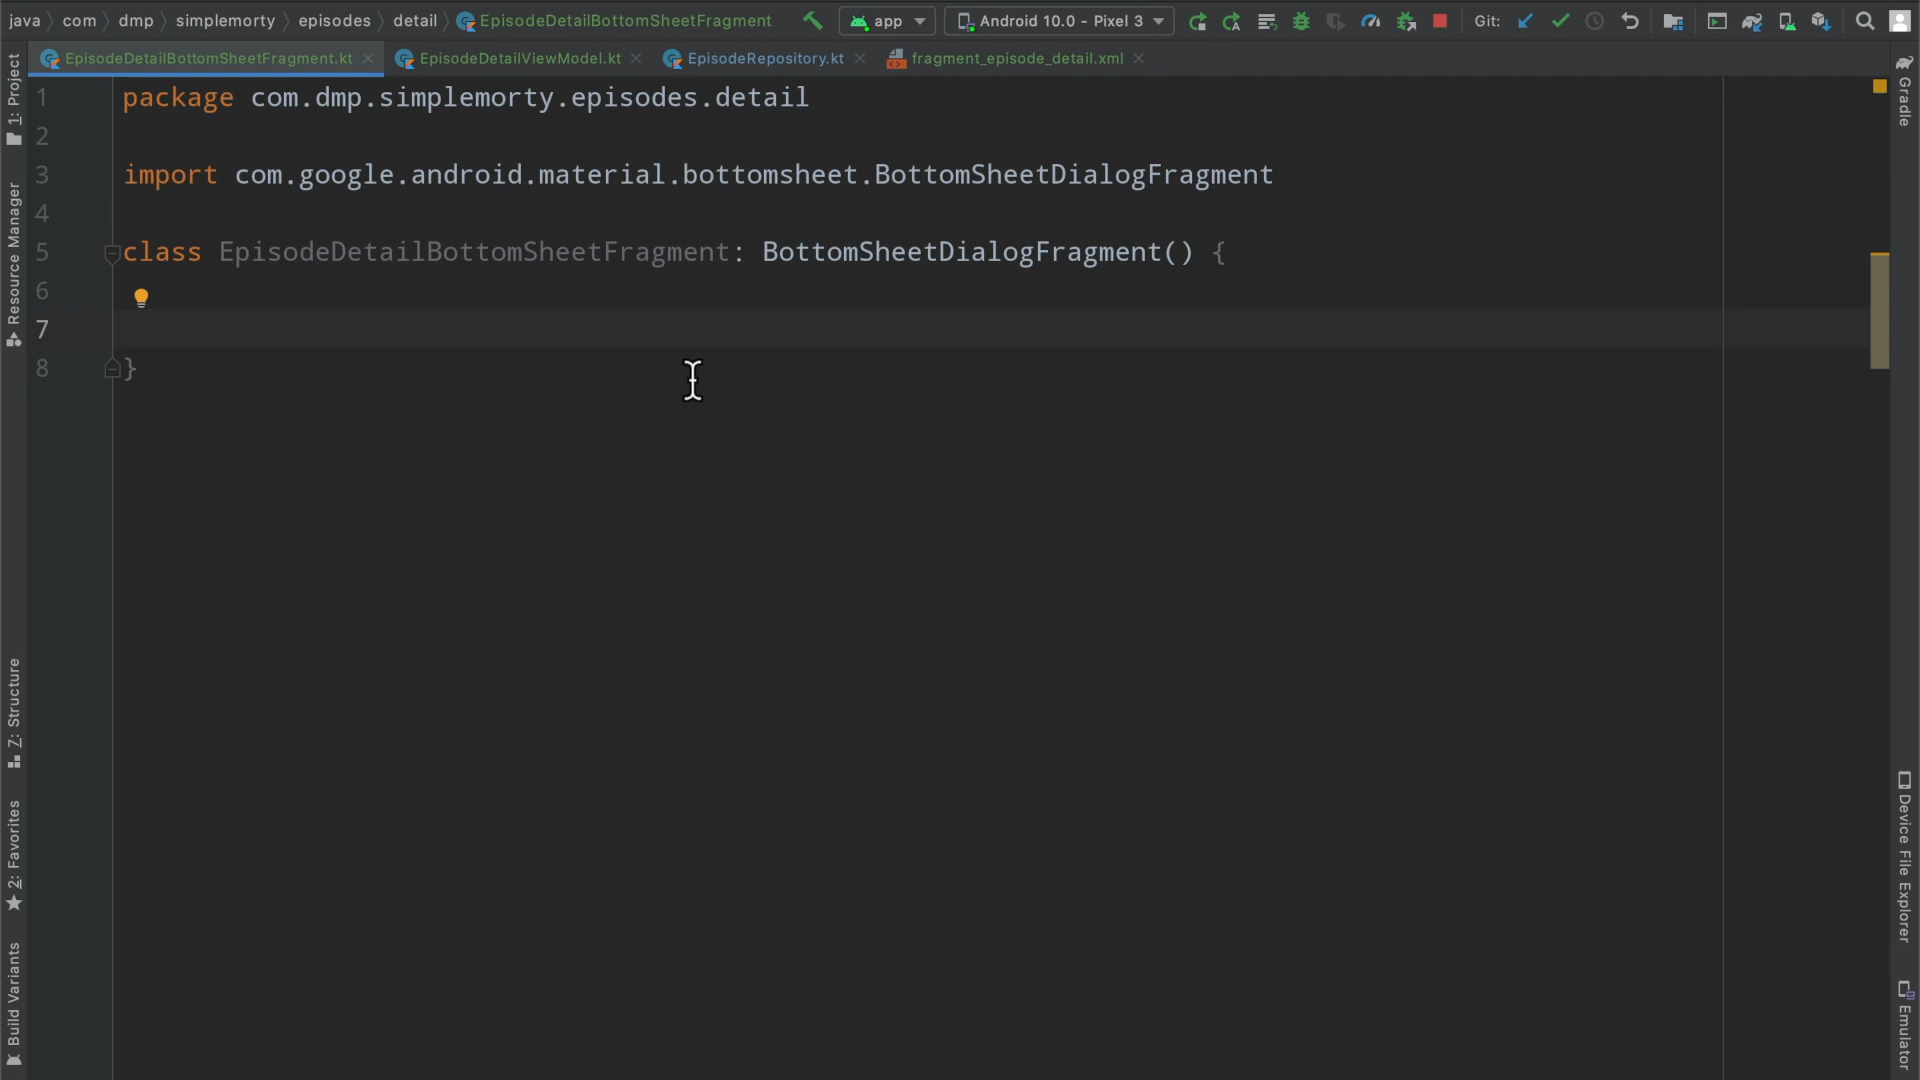 java com dmp simplemorty episodes detail EpisodeDetailBottomSheetFragment app Android 10.0 - Pixel 3 Git:
EpisodeDetailBottomSheetFragment.kt EpisodeDetailViewModel.kt EpisodeRepository.kt fragment_episode_detail.xml
1 package com.dmp.simplemorty.episodes.detail
2
3 import com.google.android.material.bottomsheet.BottomSheetDialogFragment
4
5 class EpisodeDetailBottomSheetFragment: BottomSheetDialogFragment() {
6
7
8 }
1: Project
Resource Manager
Z: Structure
2: Favorites
Build Variants
Gradle
Device File Explorer
Emulator